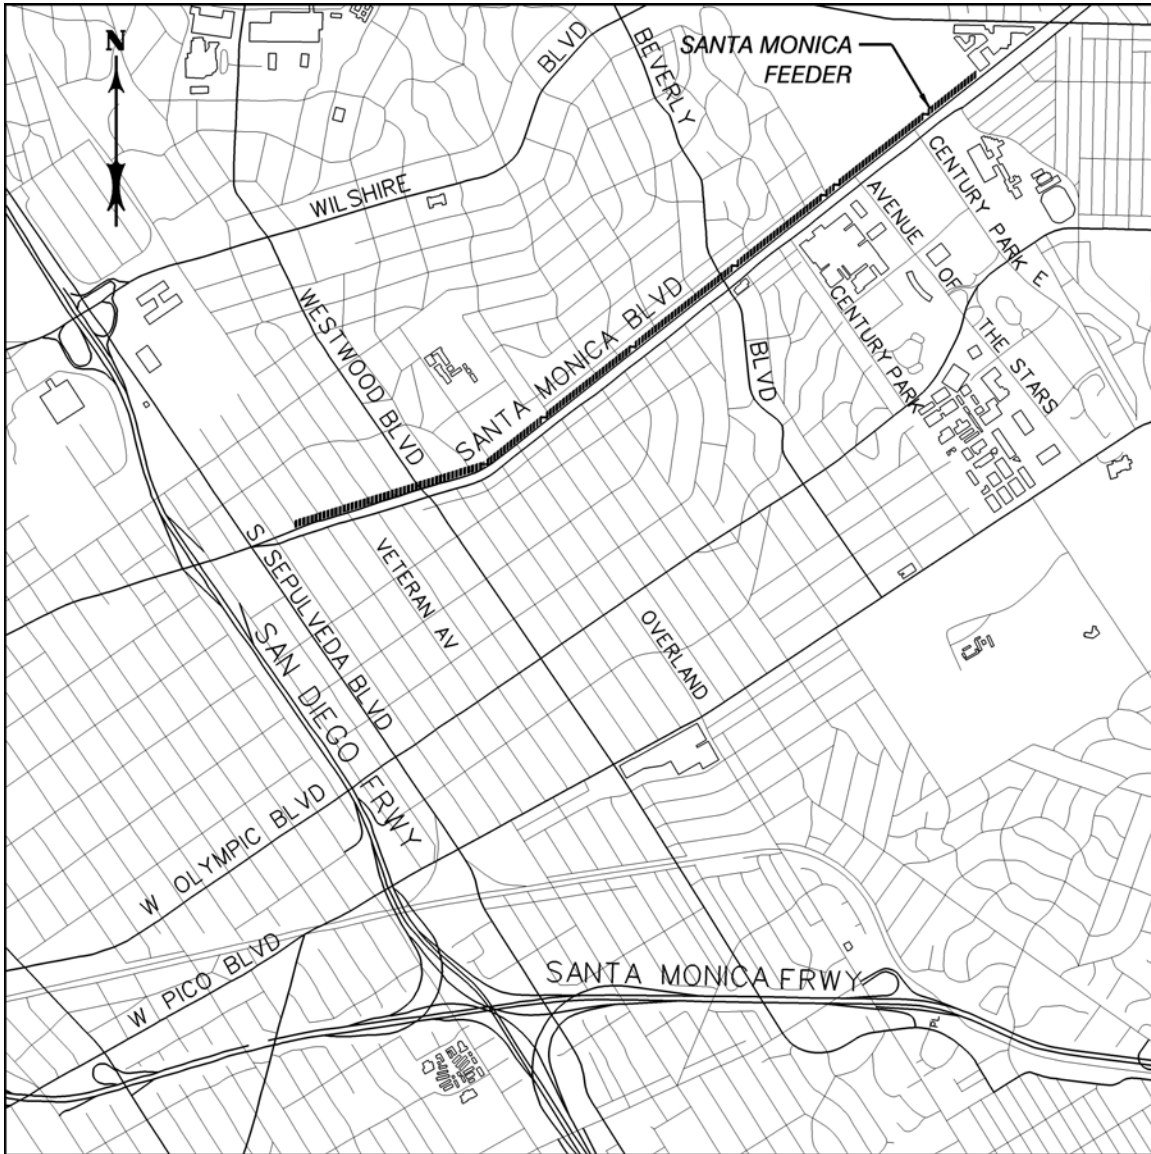 N
SANTA MONICA
FEEDER
BLVD
BEVERLY
WILSHIRE
CENTURY PARK E
AVENUE OF
THE STARS
WESTWOOD BLVD
SANTA MONICA BLVD
CENTURY PARK
BLVD
S SEPULVEDA BLVD
VETERAN AV
OVERLAND
SAN DIEGO FRWY
W OLYMPIC BLVD
W PICO BLVD
SANTA MONICA FRWY
PL